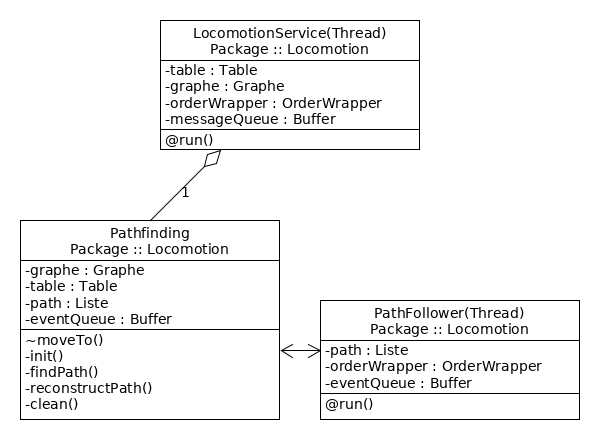 LocomotionService(Thread)
Package :: Locomotion
-table : Table
-graphe : Graphe
-orderWrapper : OrderWrapper
-messageQueue : Buffer
@run()
1
Pathfinding
Package :: Locomotion
-graphe : Graphe
-table : Table
-path : Liste
-eventQueue : Buffer
~moveTo()
-init()
-findPath()
-reconstructPath()
-clean()
PathFollower(Thread)
Package :: Locomotion
-path : Liste
-orderWrapper : OrderWrapper
-eventQueue : Buffer
@run()